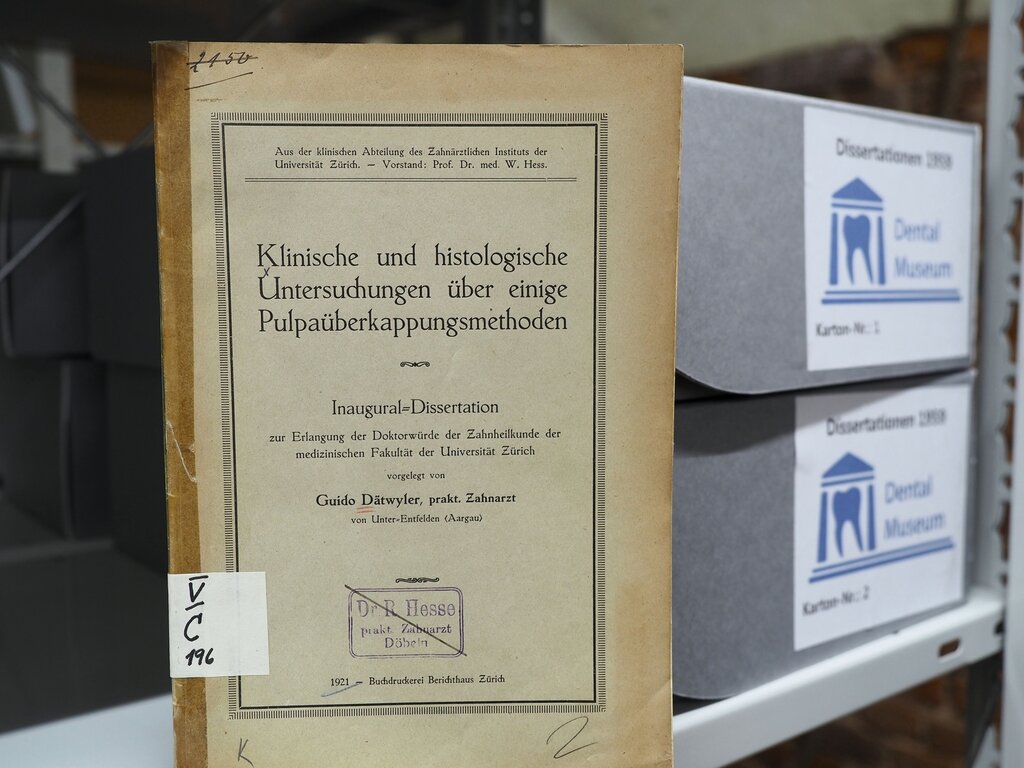 2150
Aus der klinischen Abteilung des Zahnärztlichen Instituts der
Universität Zürich. — Vorstand: Prof. Dr. med. W. Hess.
Klinische und histologische
x
Untersuchungen über einige
Pulpaüberkappungsmethoden
Inaugural=Dissertation
zur Erlangung der Doktorwürde der Zahnheilkunde der
medizinischen Fakultät der Universität Zürich
vorgelegt von
Guido Dätwyler, prakt. Zahnarzt
von Unter=Entfelden (Aargau)
Dr R. Hesse
prakt. Zahnarzt
Döbeln
1921 — Buchdruckerei Berichthaus Zürich
V
C
196
K
2
Dissertationen 1959
Dental
Museum
Karton-Nr.: 1
Dissertationen 1959
Dental
Museum
Karton-Nr.: 2